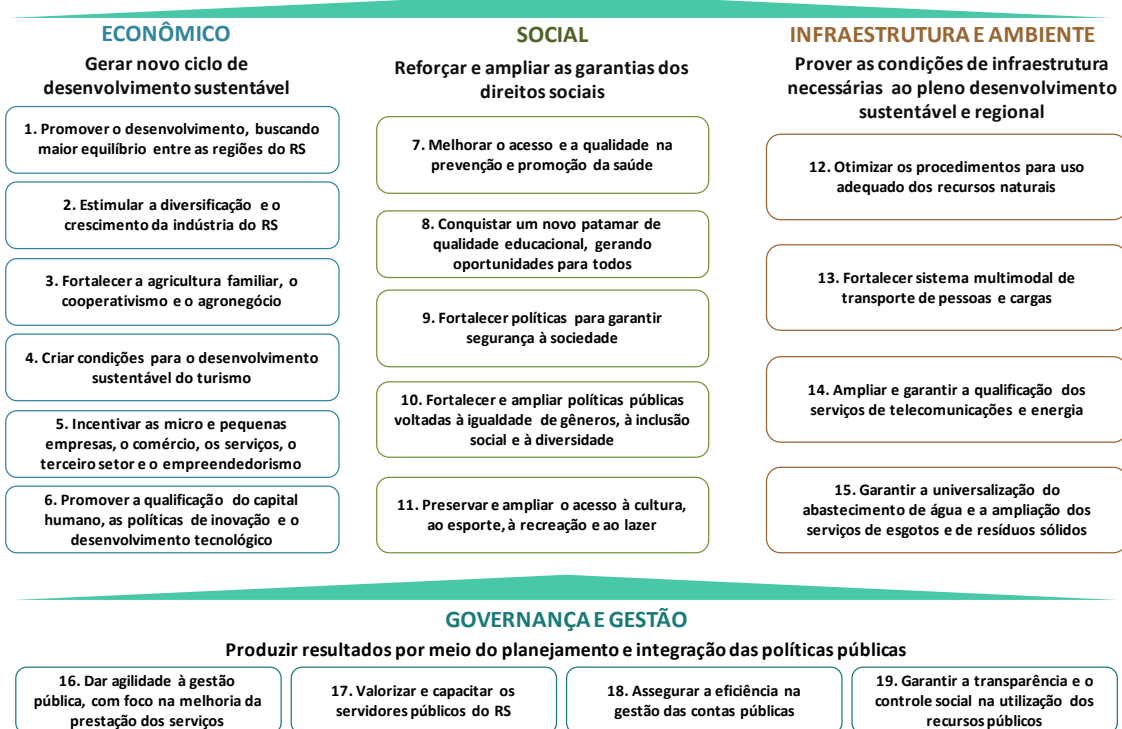 ECONÔMICO
Gerar novo ciclo de
desenvolvimento sustentável
1. Promover o desenvolvimento, buscando
maior equilíbrio entre as regiões do RS
2. Estimular a diversificação e o
crescimento da indústria do RS
3. Fortalecer a agricultura familiar, o
cooperativismo e o agronegócio
4. Criar condições para o desenvolvimento
sustentável do turismo
5. Incentivar as micro e pequenas
empresas, o comércio, os serviços, o
terceiro setor e o empreendedorismo
6. Promover a qualificação do capital
humano, as políticas de inovação e o
desenvolvimento tecnológico
SOCIAL
Reforçar e ampliar as garantias dos
direitos sociais
7. Melhorar o acesso e a qualidade na
prevenção e promoção da saúde
8. Conquistar um novo patamar de
qualidade educacional, gerando
oportunidades para todos
9. Fortalecer políticas para garantir
segurança à sociedade
10. Fortalecer e ampliar políticas públicas
voltadas à igualdade de gêneros, à inclusão
social e à diversidade
11. Preservar e ampliar o acesso à cultura,
ao esporte, à recreação e ao lazer
INFRAESTRUTURA E AMBIENTE
Prover as condições de infraestrutura
necessárias ao pleno desenvolvimento
sustentável e regional
12. Otimizar os procedimentos para uso
adequado dos recursos naturais
13. Fortalecer sistema multimodal de
transporte de pessoas e cargas
14. Ampliar e garantir a qualificação dos
serviços de telecomunicações e energia
15. Garantir a universalização do
abastecimento de água e a ampliação dos
serviços de esgotos e de resíduos sólidos
GOVERNANÇA E GESTÃO
Produzir resultados por meio do planejamento e integração das políticas públicas
16. Dar agilidade à gestão
pública, com foco na melhoria da
prestação dos serviços
17. Valorizar e capacitar os
servidores públicos do RS
18. Assegurar a eficiência na
gestão das contas públicas
19. Garantir a transparência e o
controle social na utilização dos
recursos públicos